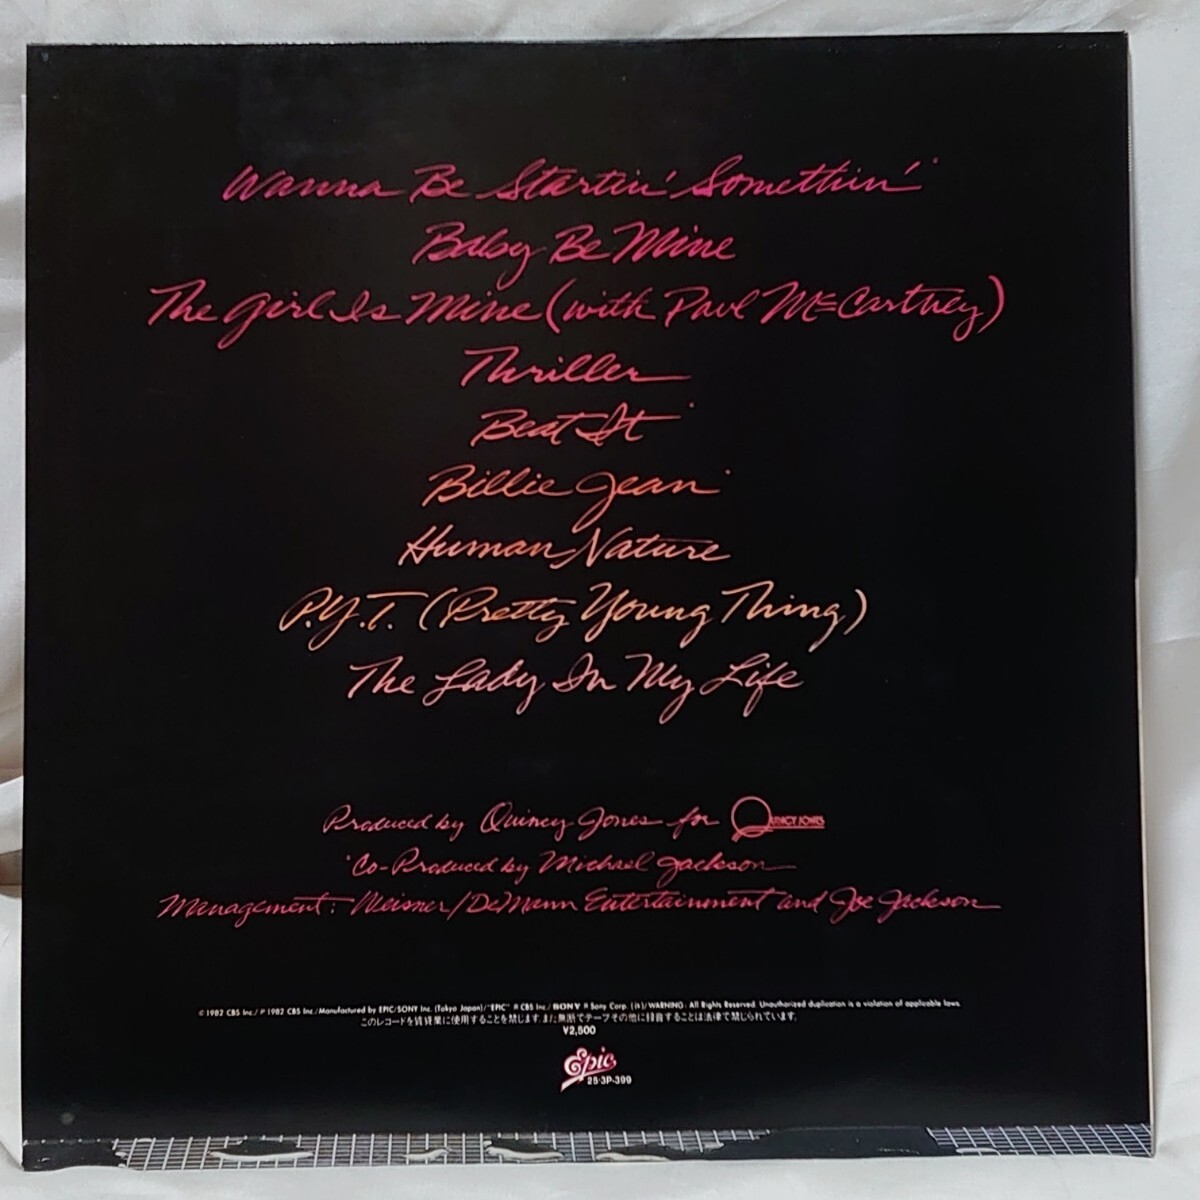 Wanna Be Startin' Somethin'*
Baby Be Mine
The Girl Is Mine (with Paul McCartney)
Thriller
Beat It*
Billie Jean*
Human Nature
P.Y.T. (Pretty Young Thing)
The Lady In My Life
Produced by Quincy Jones for QUINCY JONES
*Co-Produced by Michael Jackson
Management: Weisner/DeMann Entertainment and Joe Jackson
© 1982 CBS Inc./℗ 1982 CBS Inc./Manufactured by EPIC/SONY Inc. (Tokyo Japan)/"EPIC" ® CBS Inc./SONY ® Sony Corp. (it)/WARNING: All Rights Reserved. Unauthorized duplication is a violation of applicable laws.
このレコードを賃貸業に使用することを禁じます。また無断でテープその他に録音することは法律で禁じられています。
¥2,800
Epic
25·3P-399